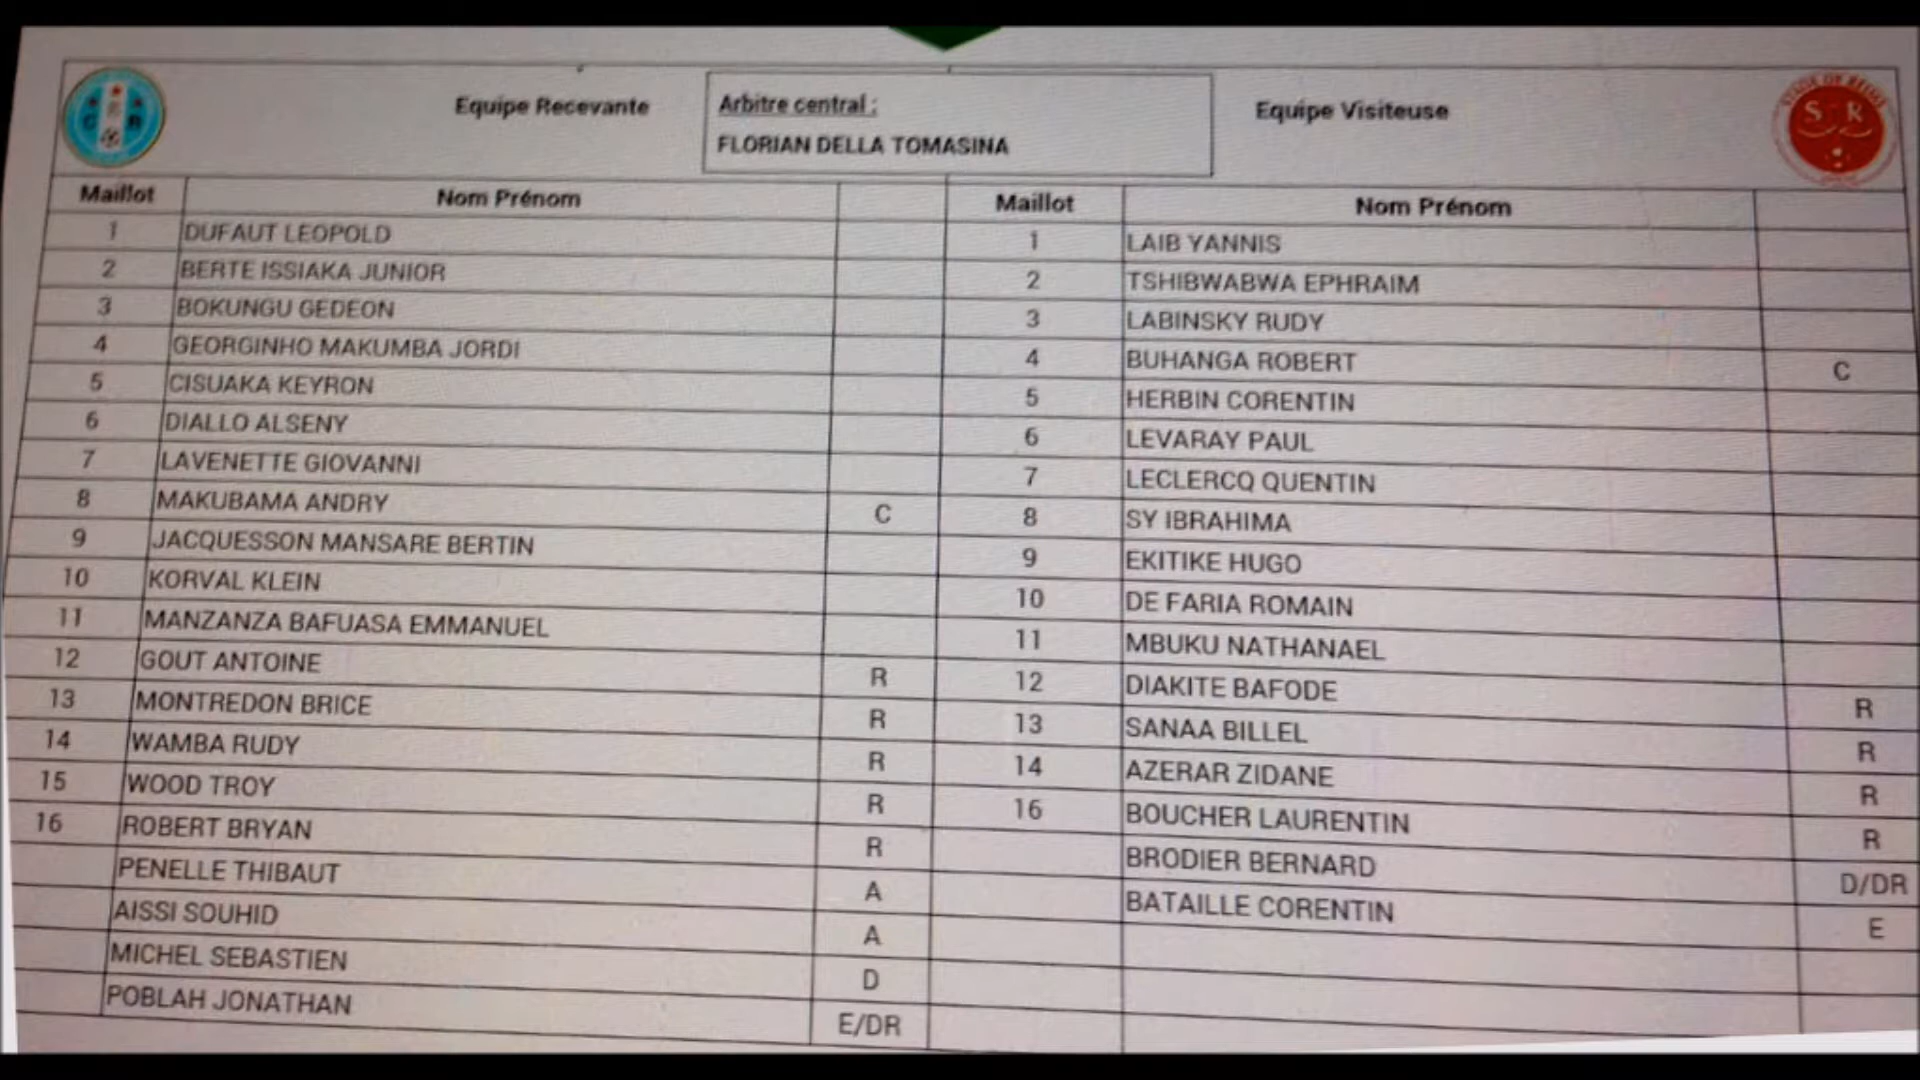 Equipe Recevante
Arbitre central :
FLORIAN DELLA TOMASINA
Equipe Visiteuse
STADE DE REIMS
S R
Maillot Nom Prénom Maillot Nom Prénom
1 DUFAUT LEOPOLD 1 LAIB YANNIS
2 BERTE ISSIAKA JUNIOR 2 TSHIBWABWA EPHRAIM
3 BOKUNGU GEDEON 3 LABINSKY RUDY
4 GEORGINHO MAKUMBA JORDI 4 BUHANGA ROBERT C
5 CISUAKA KEYRON 5 HERBIN CORENTIN
6 DIALLO ALSENY 6 LEVARAY PAUL
7 LAVENETTE GIOVANNI 7 LECLERCQ QUENTIN
8 MAKUBAMA ANDRY C 8 SY IBRAHIMA
9 JACQUESSON MANSARE BERTIN 9 EKITIKE HUGO
10 KORVAL KLEIN 10 DE FARIA ROMAIN
11 MANZANZA BAFUASA EMMANUEL 11 MBUKU NATHANAEL
12 GOUT ANTOINE R 12 DIAKITE BAFODE R
13 MONTREDON BRICE R 13 SANAA BILLEL R
14 WAMBA RUDY R 14 AZERAR ZIDANE R
15 WOOD TROY R 16 BOUCHER LAURENTIN R
16 ROBERT BRYAN R BRODIER BERNARD D/DR
PENELLE THIBAUT A BATAILLE CORENTIN E
AISSI SOUHID A
MICHEL SEBASTIEN D
POBLAH JONATHAN E/DR